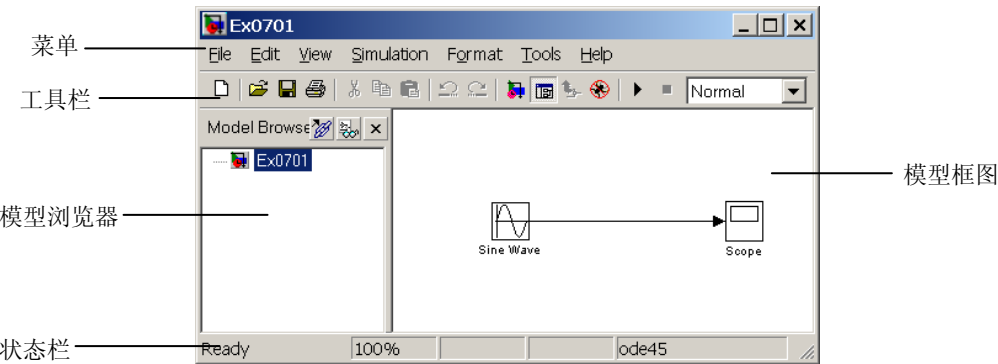 Ex0701
菜单
File Edit View Simulation Format Tools Help
工具栏
Normal
Model Browse
Ex0701
模型框图
模型浏览器
Sine Wave
Scope
状态栏
Ready 100% ode45